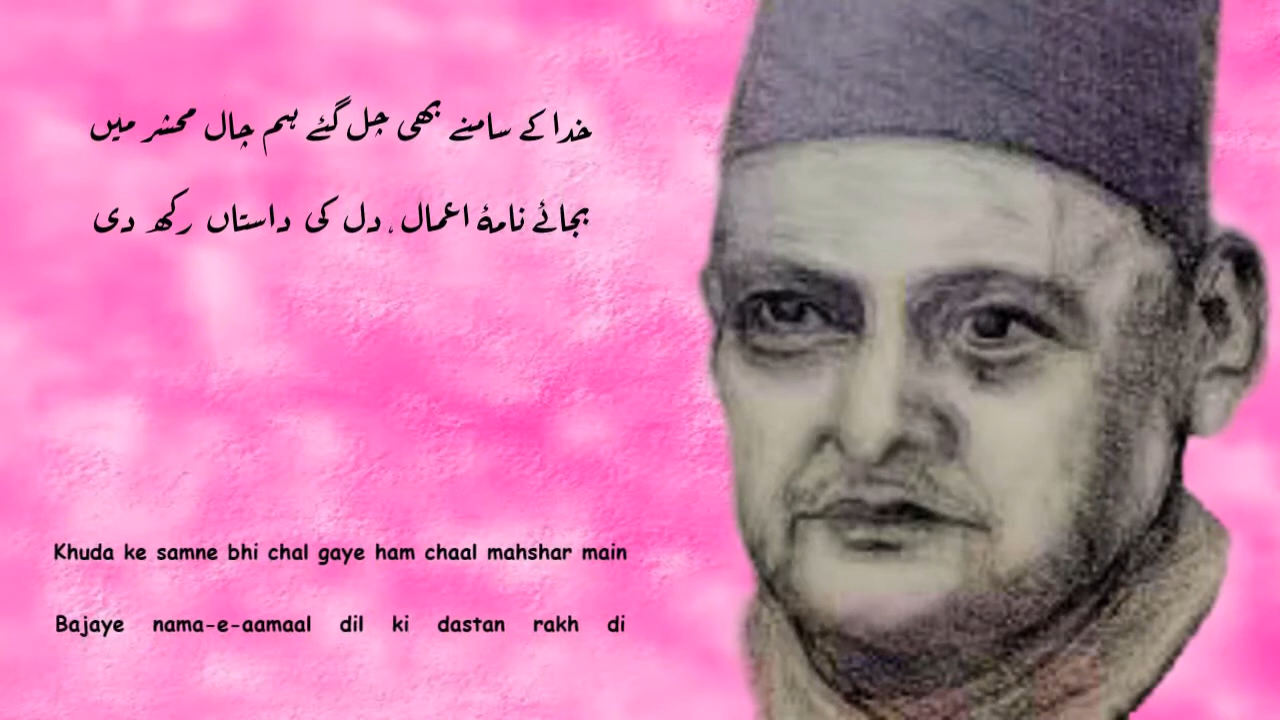 خدا کے سامنے بھی چل گئے ہم چال محشر میں
بجائے نامۂ اعمال، دل کی داستاں رکھ دی
Khuda ke samne bhi chal gaye ham chaal mahshar main
Bajaye nama-e-aamaal dil ki dastan rakh di